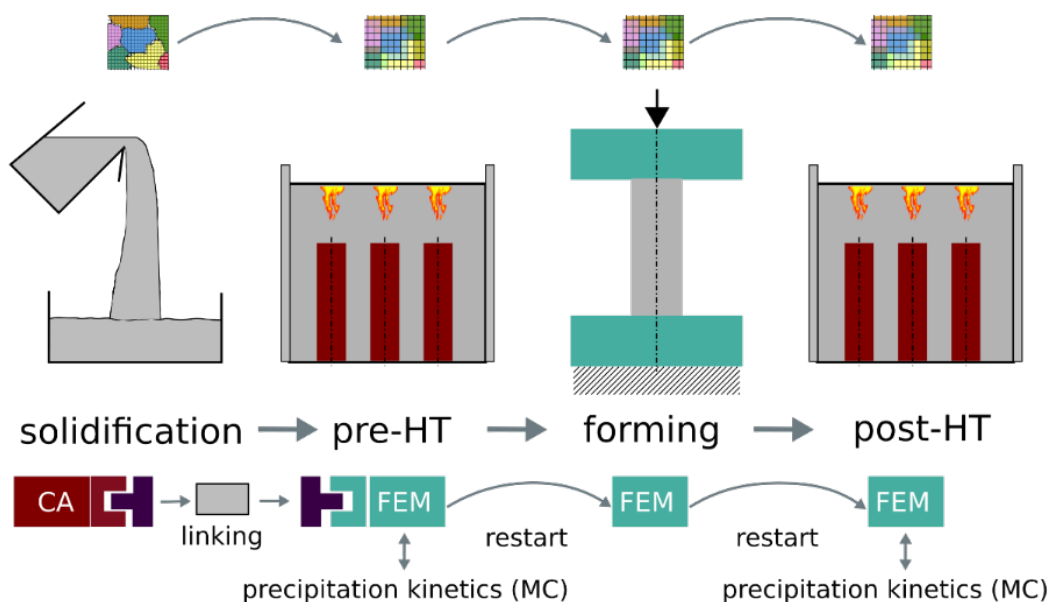 solidification
pre-HT
forming
post-HT
CA
linking
FEM
restart
FEM
restart
FEM
precipitation kinetics (MC)
precipitation kinetics (MC)